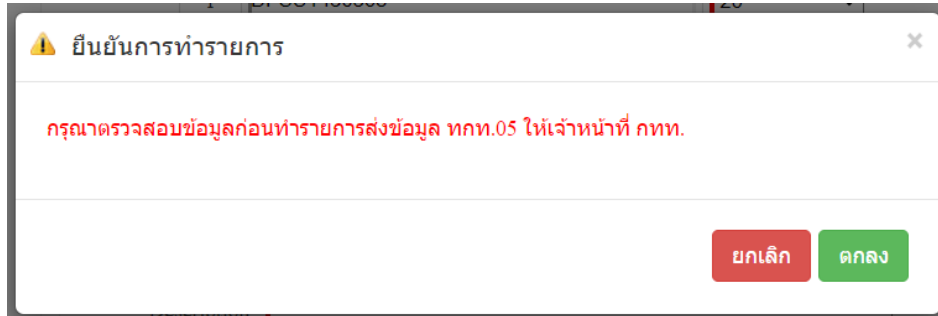 ยืนยันการทำรายการ
×
กรุณาตรวจสอบข้อมูลก่อนทำรายการส่งข้อมูล ทกท.05 ให้เจ้าหน้าที่ กทท.
ยกเลิก
ตกลง